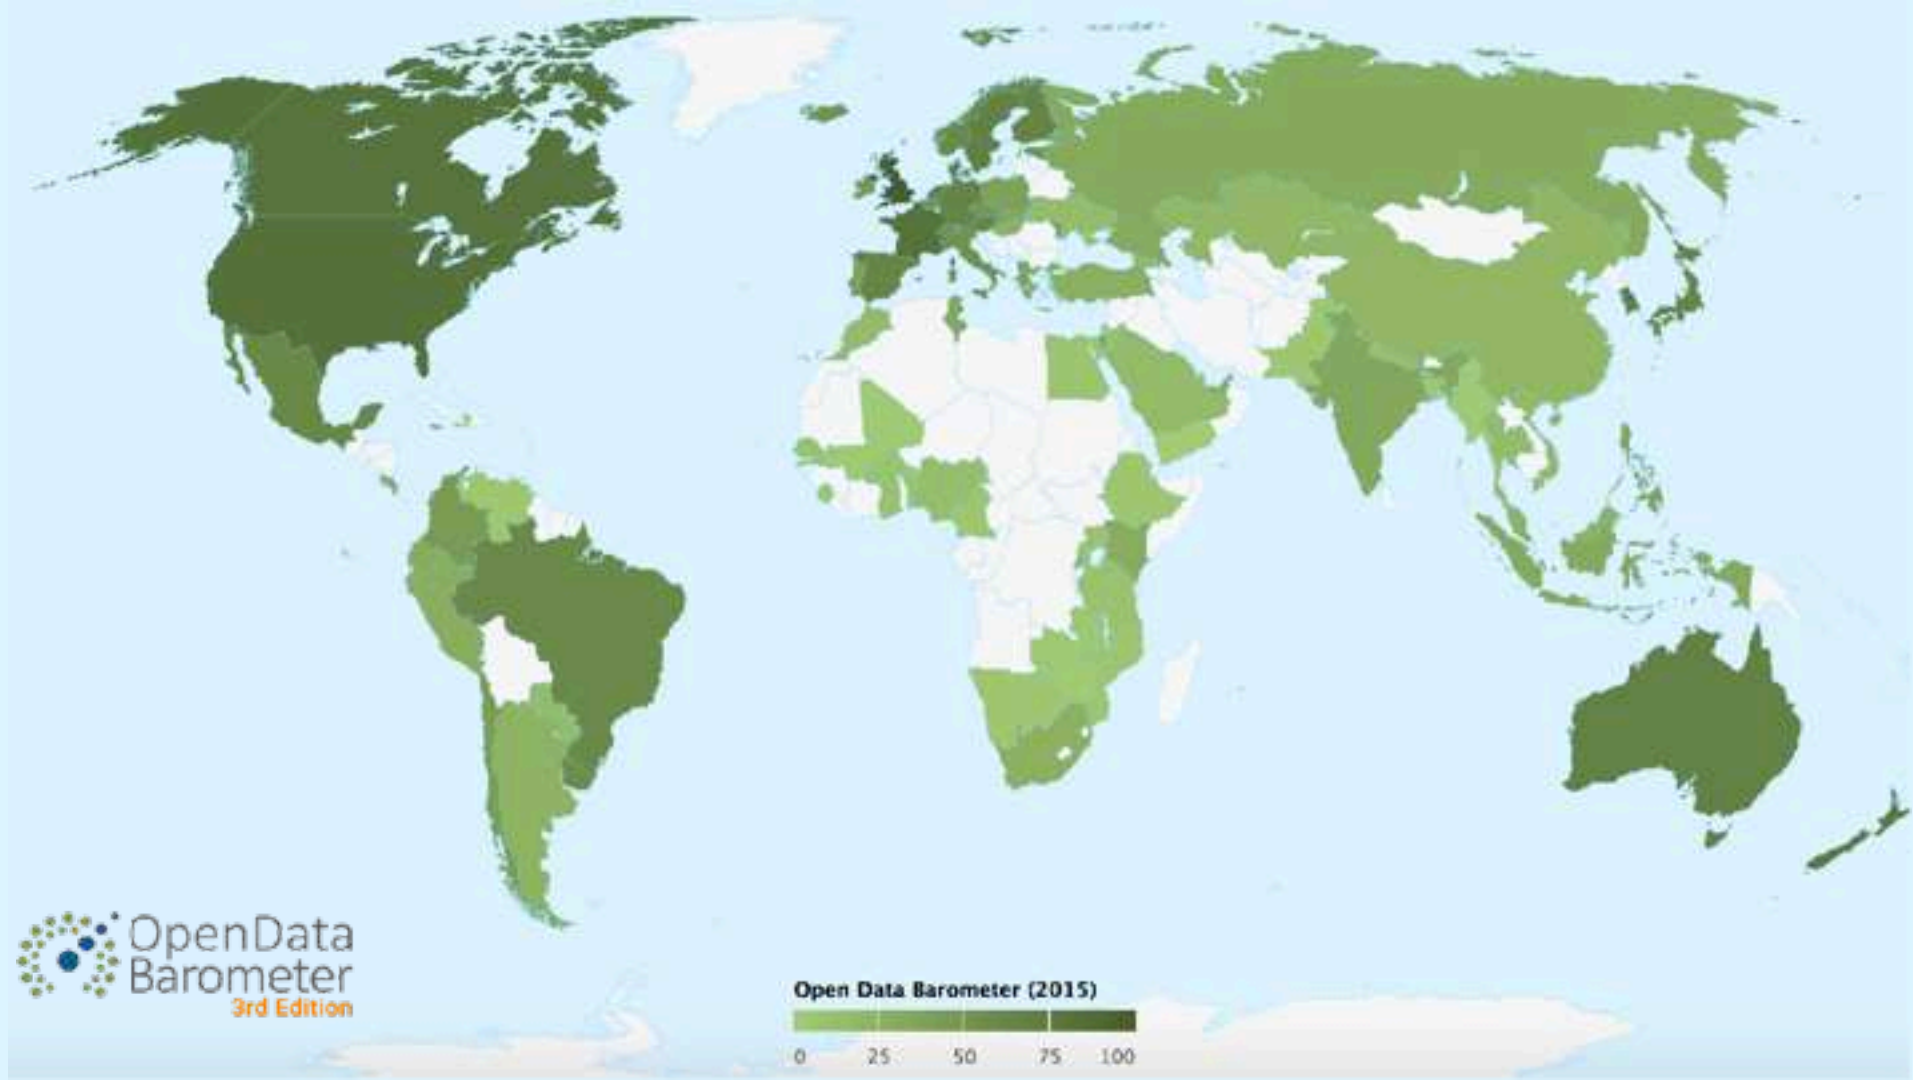 OpenData
Barometer
3rd Edition
Open Data Barometer (2015)
0 25 50 75 100